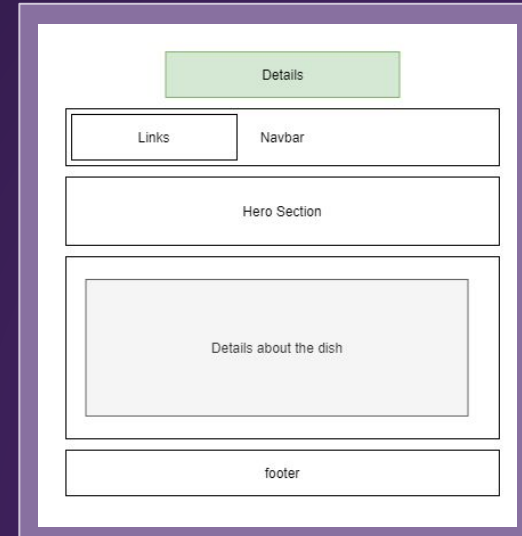 Details
Links
Navbar
Hero Section
Details about the dish
footer